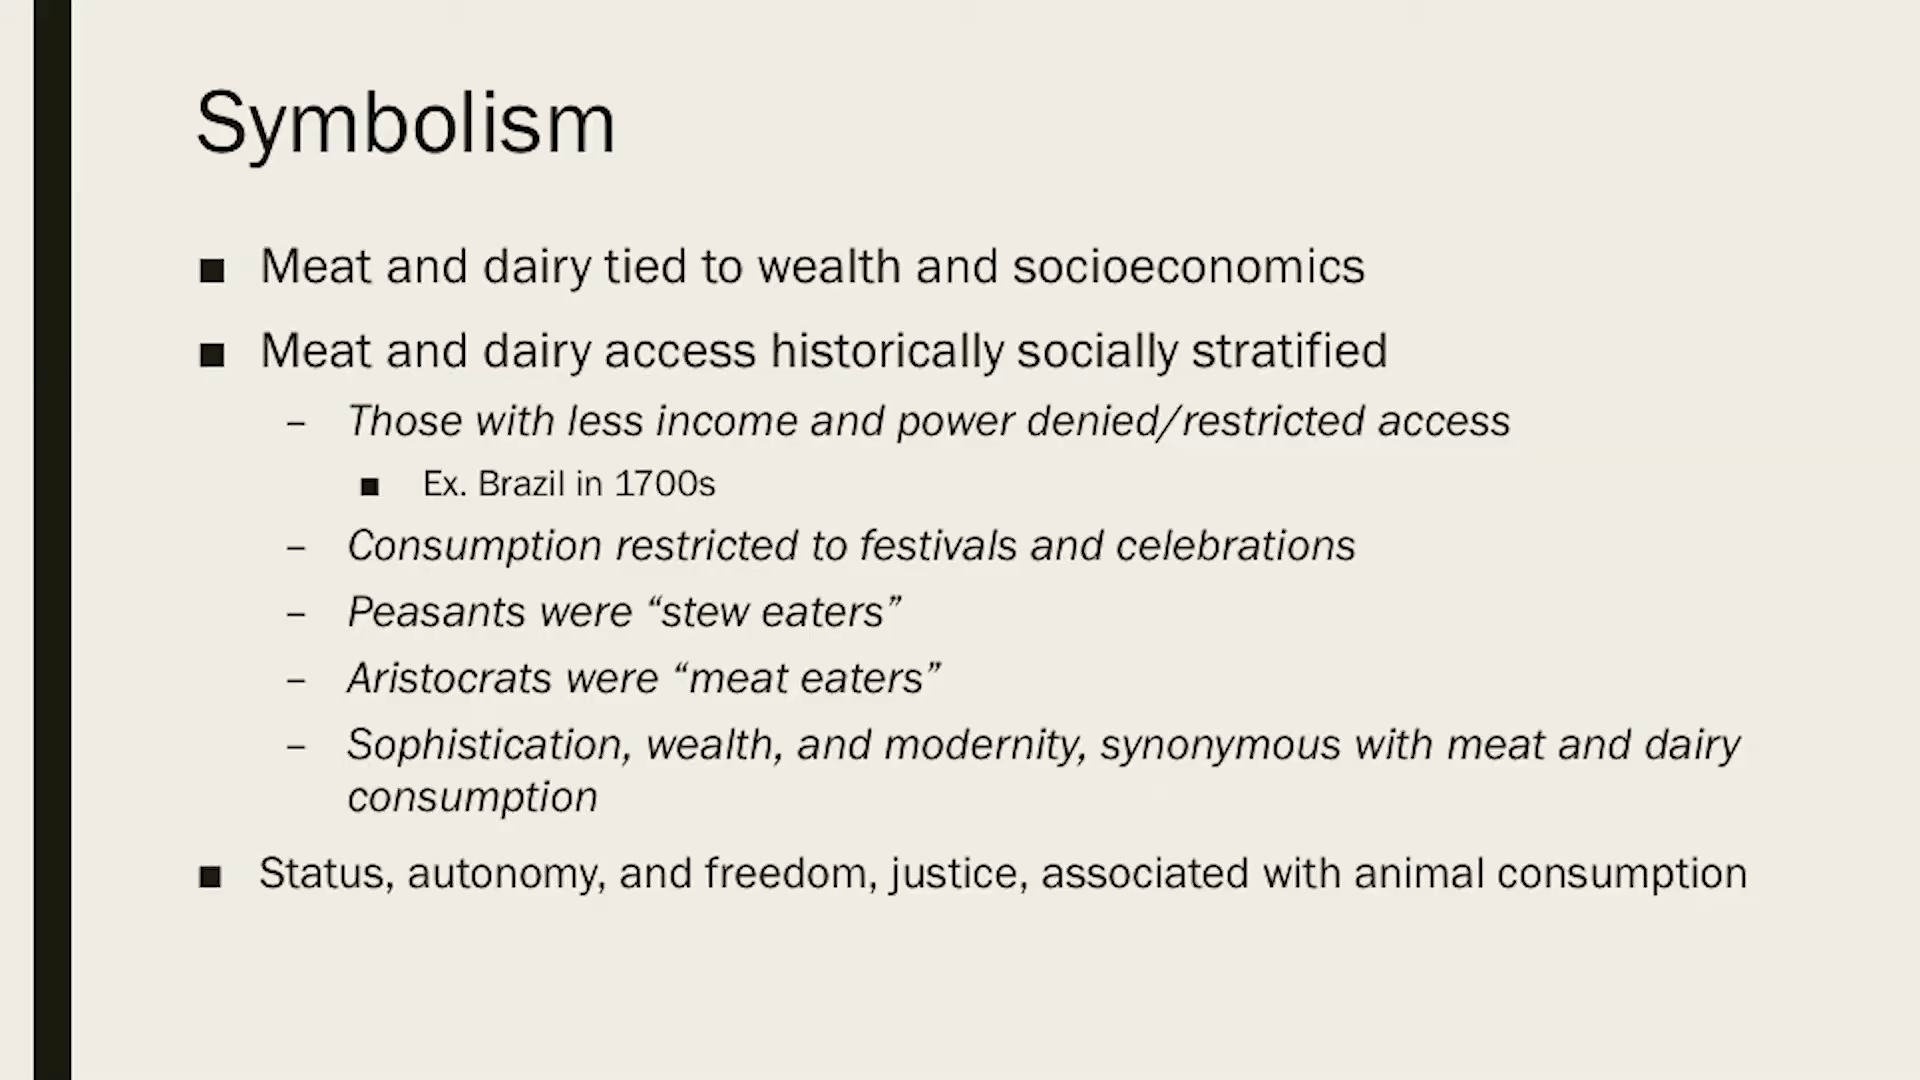 Symbolism
■ Meat and dairy tied to wealth and socioeconomics
■ Meat and dairy access historically socially stratified
– Those with less income and power denied/restricted access
■ Ex. Brazil in 1700s
– Consumption restricted to festivals and celebrations
– Peasants were “stew eaters”
– Aristocrats were “meat eaters”
– Sophistication, wealth, and modernity, synonymous with meat and dairy
consumption
■ Status, autonomy, and freedom, justice, associated with animal consumption